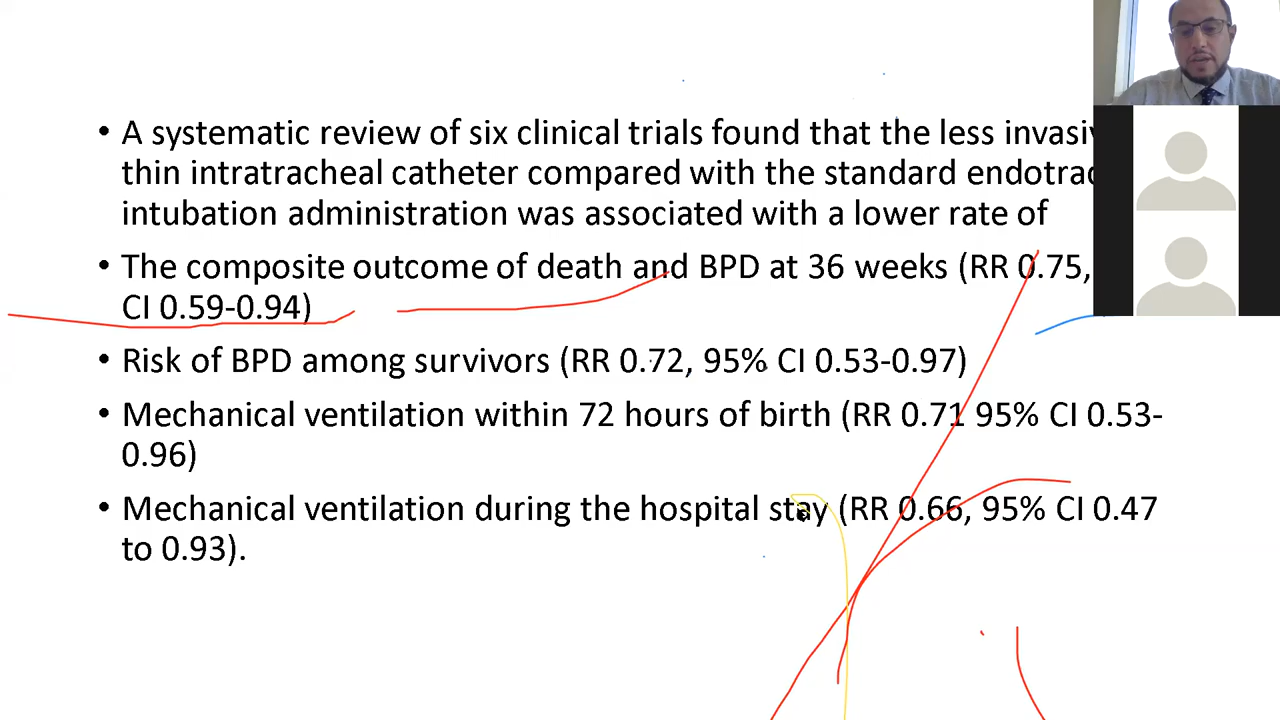 • A systematic review of six clinical trials found that the less
thin intratracheal catheter compared with the standard
intubation administration was associated with a lower rate of
• The composite outcome of death and BPD at 36 weeks (RR 0.75,
CI 0.59-0.94)
• Risk of BPD among survivors (RR 0.72, 95% CI 0.53-0.97)
• Mechanical ventilation within 72 hours of birth (RR 0.71 95% CI 0.53-
0.96)
• Mechanical ventilation during the hospital stay (RR 0.66, 95% CI 0.47
to 0.93).